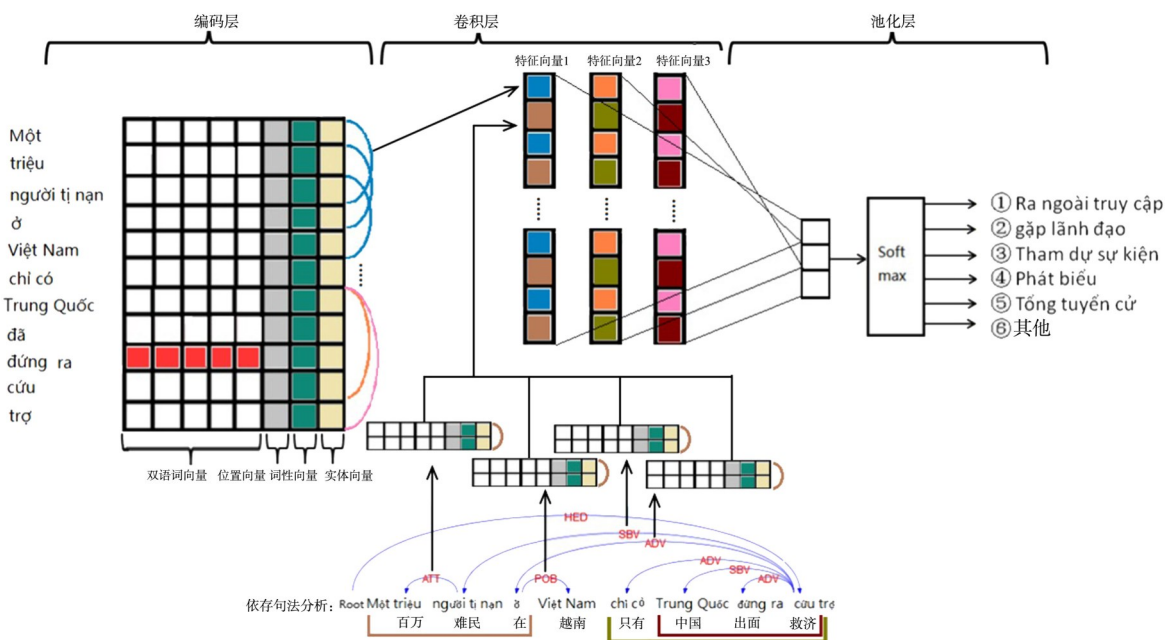 编码层
卷积层
池化层
特征向量1
特征向量2
特征向量3
Một
triệu
người tị nạn
ở
Việt Nam
chỉ có
Trung Quốc
đã
đứng ra
cứu
trợ
Soft
max
① Ra ngoài truy cập
② gặp lãnh đạo
③ Tham dự sự kiện
④ Phát biểu
⑤ Tổng tuyển cử
⑥ 其他
双语词向量
位置向量
词性向量
实体向量
HED
SBV
ADV
ADV
SBV
ADV
ATT
POB
依存句法分析: Root Một triệu người tị nạn ở Việt Nam chỉ có Trung Quốc đứng ra cứu trợ
百万 难民 在 越南 只有 中国 出面 救济